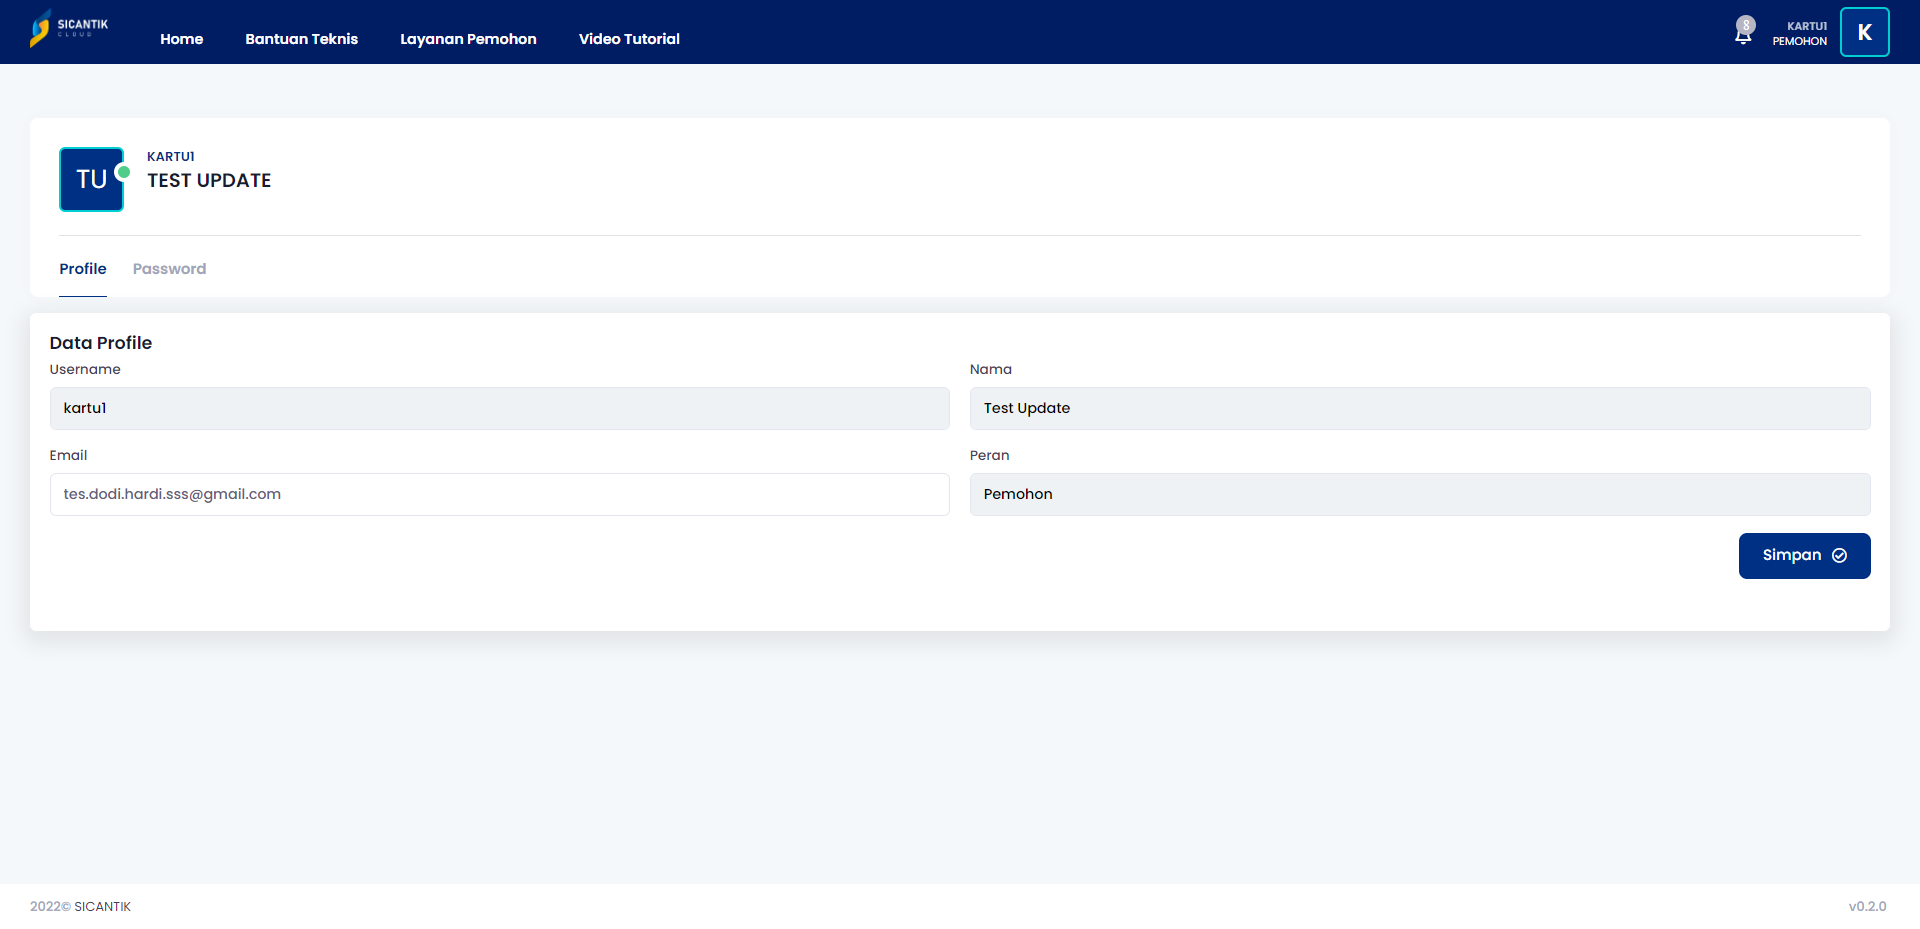 SICANTIK
CLOUD
Home
Bantuan Teknis
Layanan Pemohon
Video Tutorial
8
KARTU1
PEMOHON
K
TU
KARTU1
TEST UPDATE
Profile
Password
Data Profile
Username
Nama
kartu1
Test Update
Email
Peran
tes.dodi.hardi.sss@gmail.com
Pemohon
Simpan
2022© SICANTIK
v0.2.0